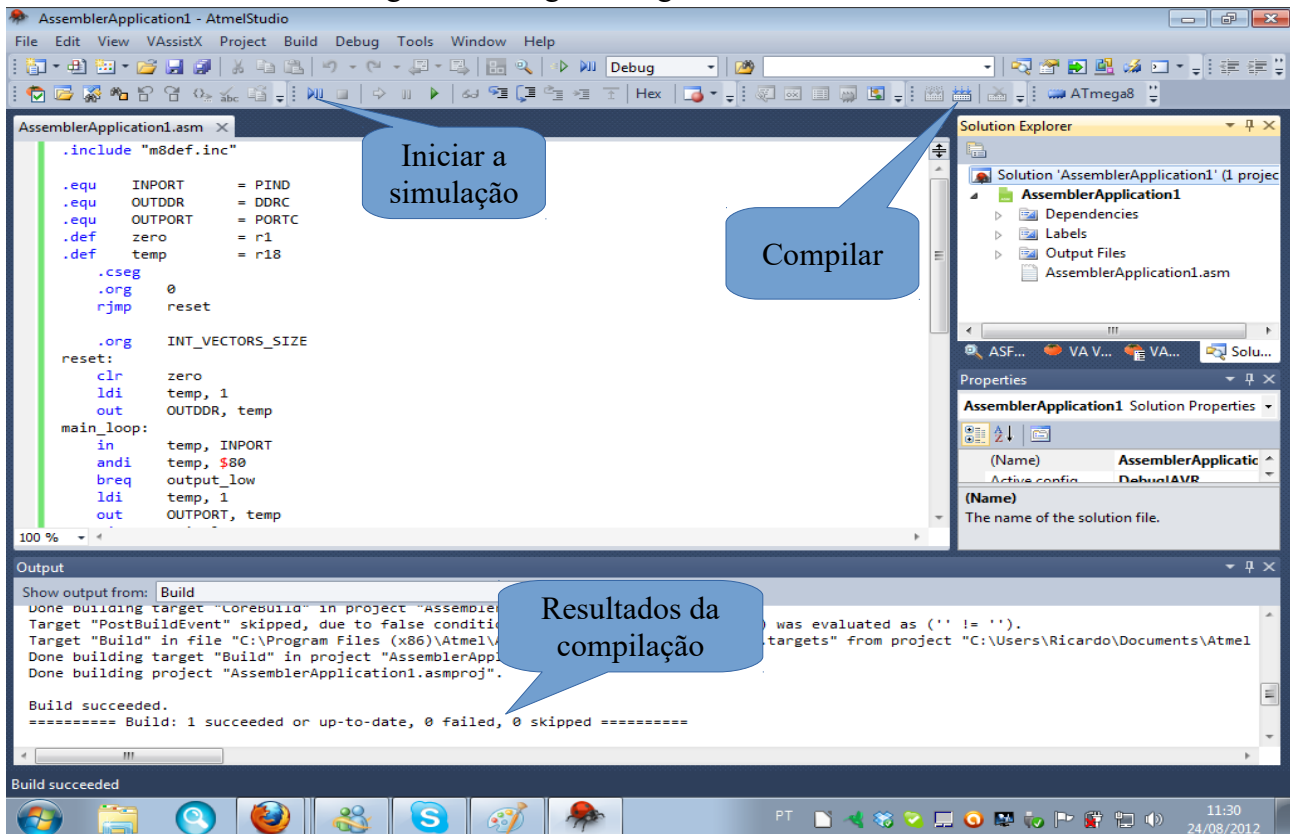 AssemblerApplication1 - AtmelStudio
File Edit View VAssistX Project Build Debug Tools Window Help
Debug
Hex
ATmega8
AssemblerApplication1.asm
.include "m8def.inc"
.equ INPORT = PIND
.equ OUTDDR = DDRC
.equ OUTPORT = PORTC
.def zero = r1
.def temp = r18
.cseg
.org 0
rjmp reset
.org INT_VECTORS_SIZE
reset:
clr zero
ldi temp, 1
out OUTDDR, temp
main_loop:
in temp, INPORT
andi temp, $80
breq output_low
ldi temp, 1
out OUTPORT, temp
100 %
Iniciar a
simulação
Compilar
Solution Explorer
Solution 'AssemblerApplication1' (1 projec
AssemblerApplication1
Dependencies
Labels
Output Files
AssemblerApplication1.asm
ASF... VA V... VA... Solu...
Properties
AssemblerApplication1 Solution Properties
(Name) AssemblerApplicatic
Active config Debug|AVR
(Name)
The name of the solution file.
Output
Show output from: Build
Done building target "CoreBuild" in project "Assemble
Target "PostBuildEvent" skipped, due to false conditi ) was evaluated as ('' != '').
Target "Build" in file "C:\Program Files (x86)\Atmel\ .targets" from project "C:\Users\Ricardo\Documents\Atmel
Done building target "Build" in project "AssemblerApp
Done building project "AssemblerApplication1.asmproj".
Build succeeded.
========== Build: 1 succeeded or up-to-date, 0 failed, 0 skipped ==========
Resultados da
compilação
Build succeeded
PT
11:30
24/08/2012